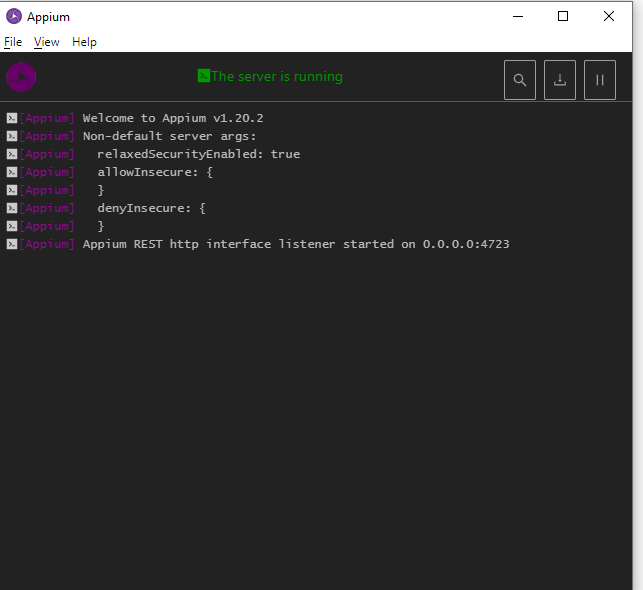 Appium
File View Help
The server is running
[Appium] Welcome to Appium v1.20.2
[Appium] Non-default server args:
[Appium]   relaxedSecurityEnabled: true
[Appium]   allowInsecure: {
[Appium]   }
[Appium]   denyInsecure: {
[Appium]   }
[Appium] Appium REST http interface listener started on 0.0.0.0:4723